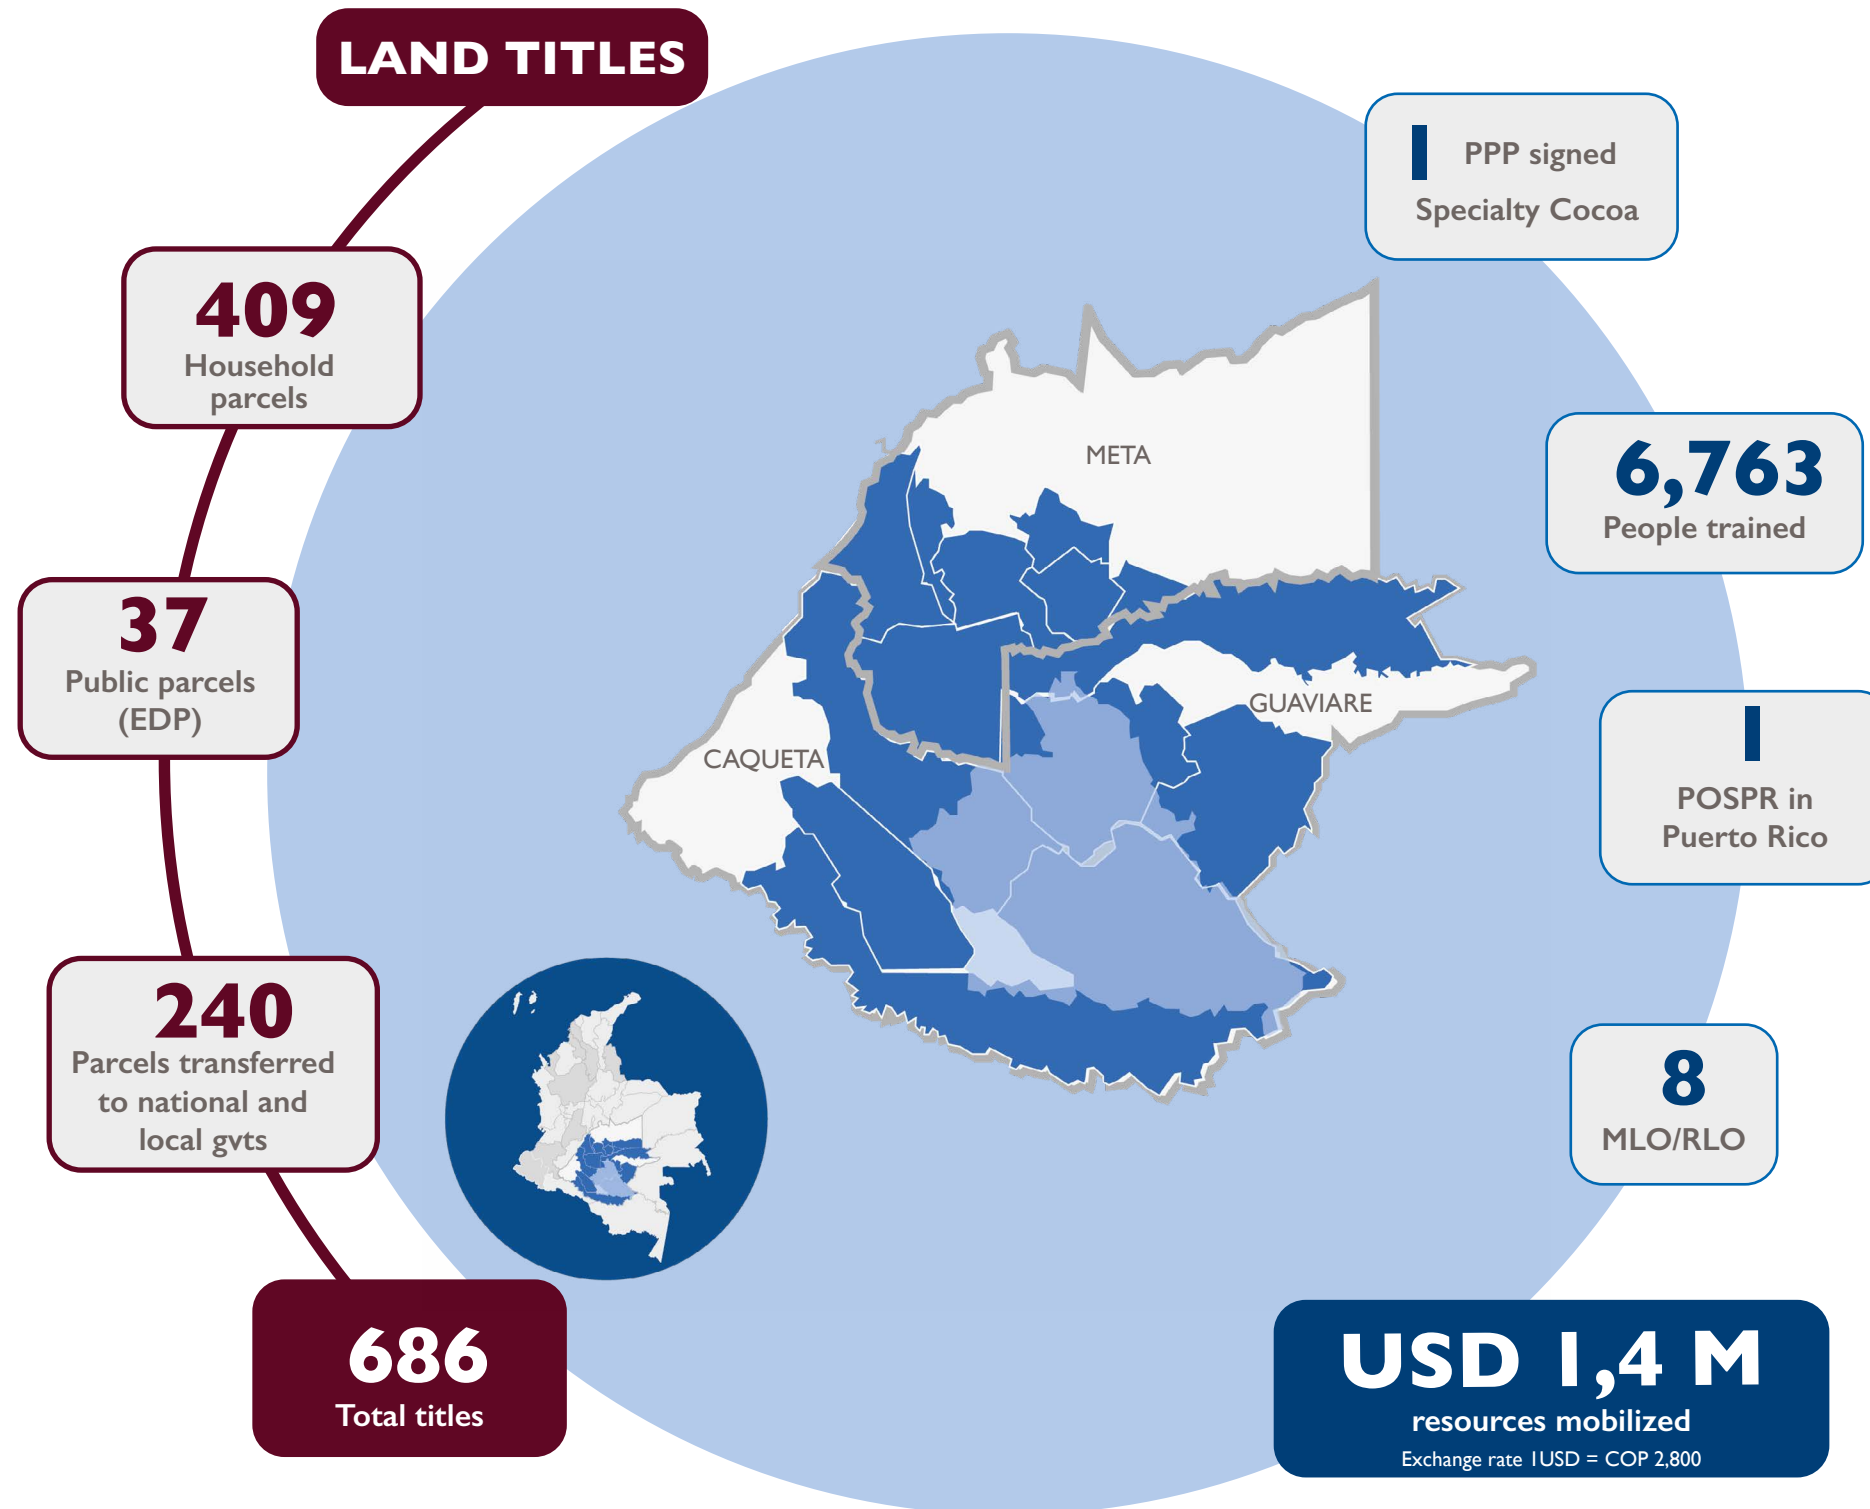 LAND TITLES
409
Household
parcels
37
Public parcels
(EDP)
240
Parcels transferred
to national and
local gvts
686
Total titles
META
GUAVIARE
CAQUETA
1 PPP signed
Specialty Cocoa
6,763
People trained
1
POSPR in
Puerto Rico
8
MLO/RLO
USD 1,4 M
resources mobilized
Exchange rate 1USD = COP 2,800